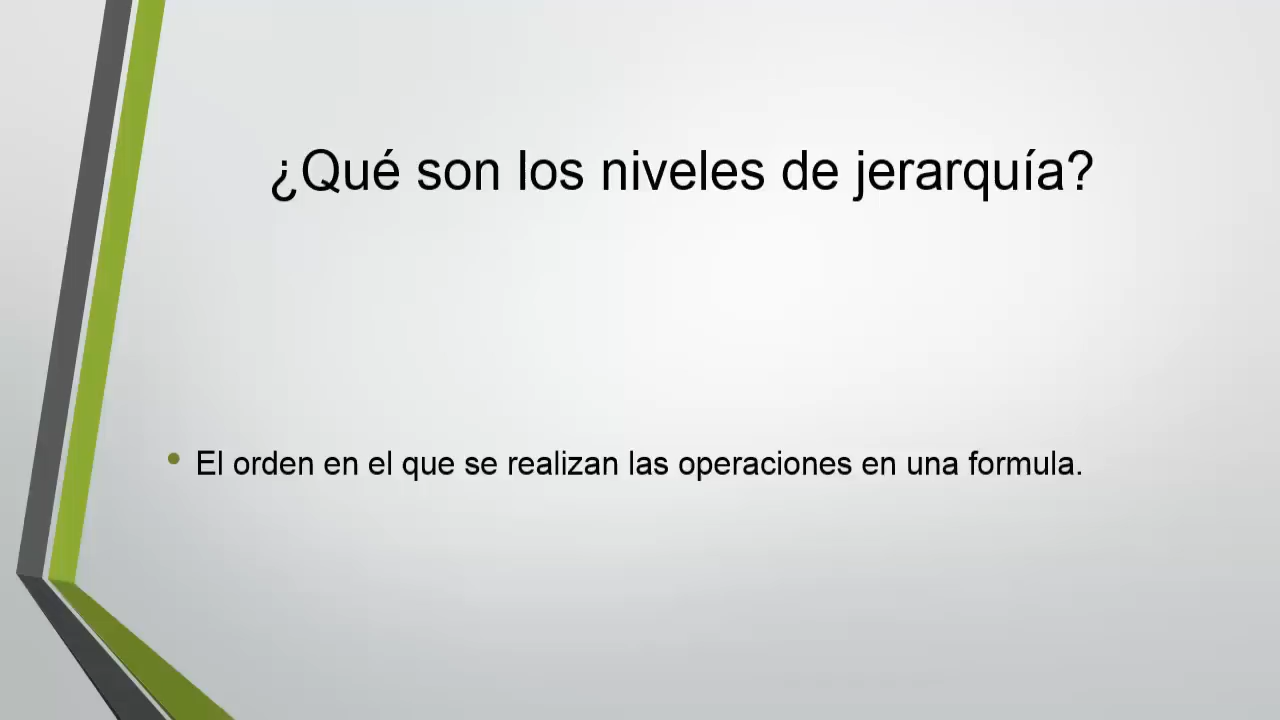 ¿Qué son los niveles de jerarquía?
• El orden en el que se realizan las operaciones en una formula.